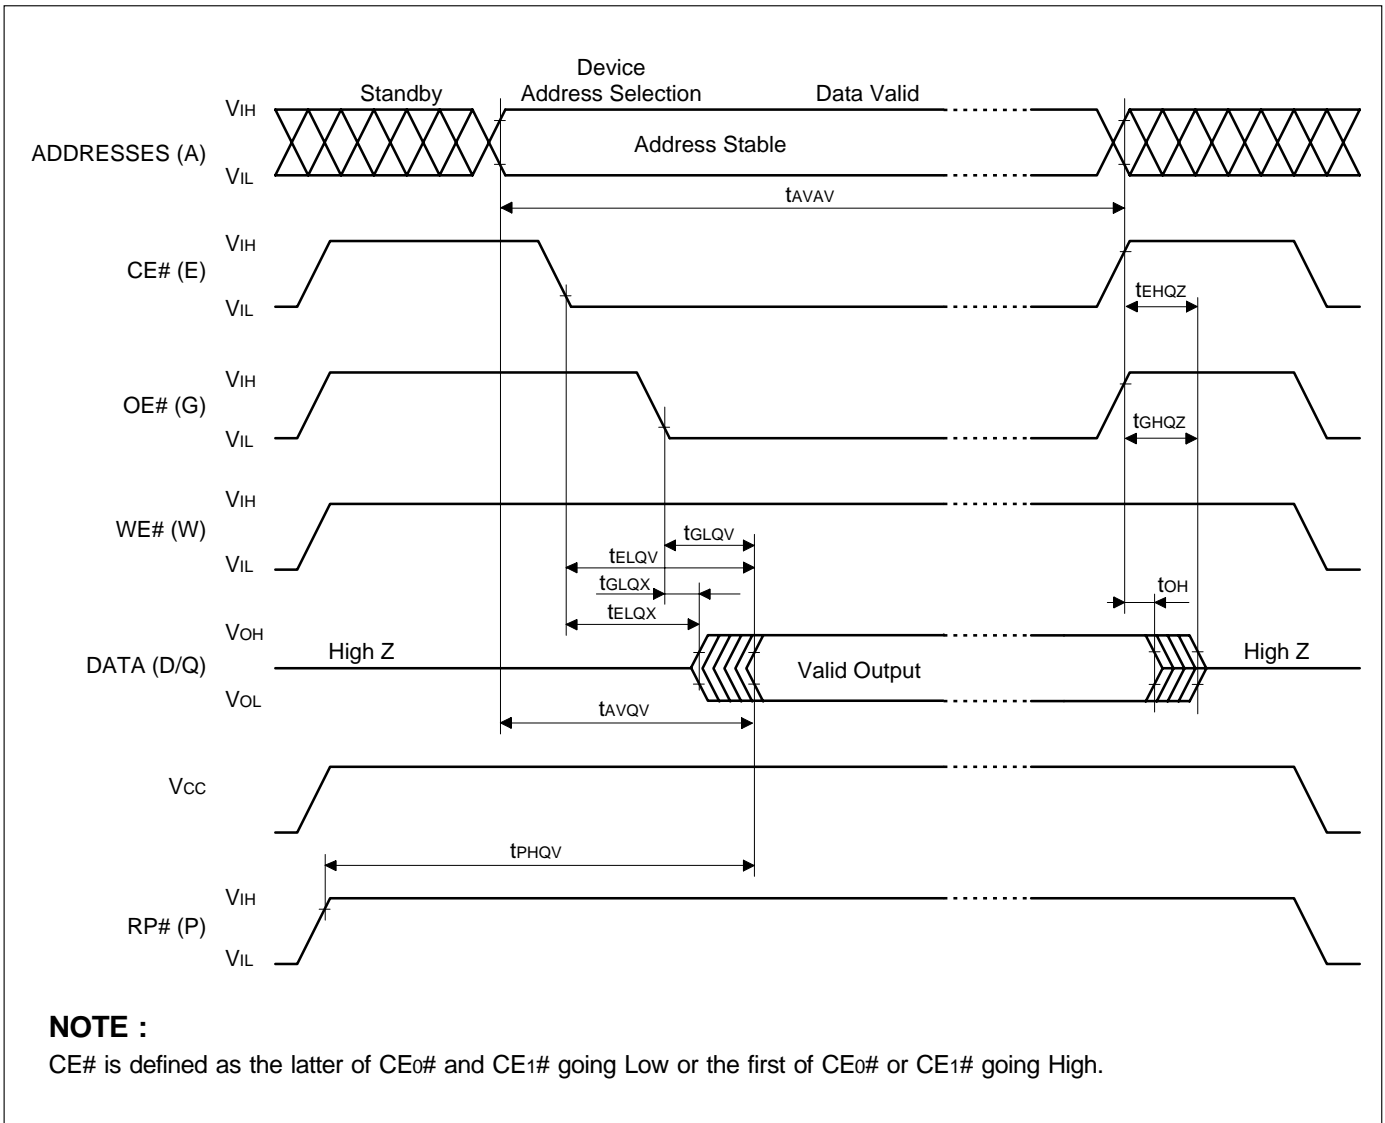 Device
Standby Address Selection Data Valid
VIH
ADDRESSES (A) Address Stable
VIL
tAVAV
VIH
CE# (E)
VIL
tEHQZ
VIH
OE# (G)
VIL
tGHQZ
VIH
WE# (W)
VIL
tGLQV
tELQV
tGLQX
tOH
tELQX
VOH
DATA (D/Q) High Z Valid Output High Z
VOL
tAVQV
VCC
tPHQV
VIH
RP# (P)
VIL
NOTE :
CE# is defined as the latter of CE0# and CE1# going Low or the first of CE0# or CE1# going High.